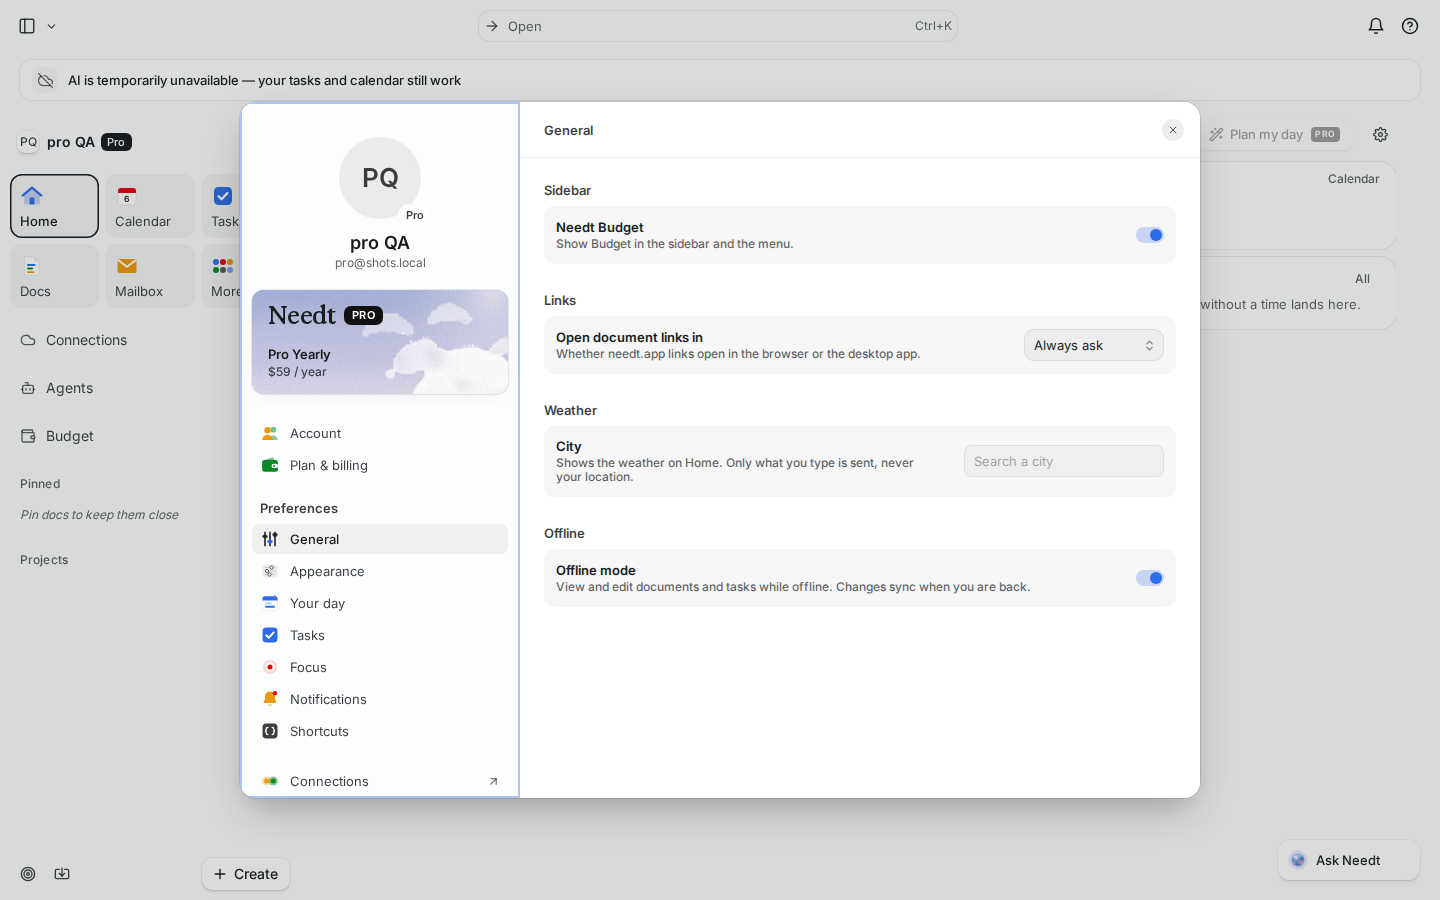 Open
Ctrl+K
AI is temporarily unavailable — your tasks and calendar still work
PQ
pro QA
Pro
Plan my day
PRO
Home
6
Calendar
Task
Docs
Mailbox
More
Connections
Agents
Budget
Pinned
Pin docs to keep them close
Projects
Create
PQ
Pro
pro QA
pro@shots.local
Needt
PRO
Pro Yearly
$59 / year
Account
Plan & billing
Preferences
General
Appearance
Your day
Tasks
Focus
Notifications
Shortcuts
Connections
General
Sidebar
Needt Budget
Show Budget in the sidebar and the menu.
Links
Open document links in
Whether needt.app links open in the browser or the desktop app.
Always ask
Weather
City
Shows the weather on Home. Only what you type is sent, never
your location.
Search a city
Offline
Offline mode
View and edit documents and tasks while offline. Changes sync when you are back.
Calendar
All
without a time lands here.
Ask Needt